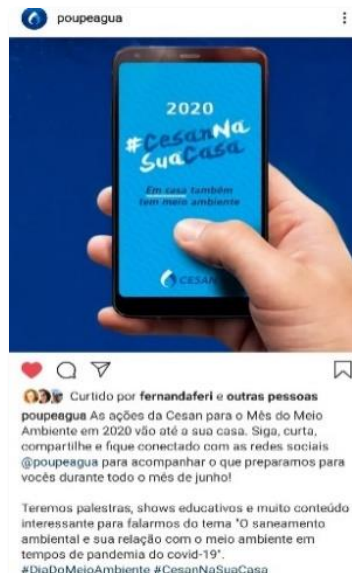 poupeagua
2020
#CesanNa
SuaCasa
Em casa também
tem meio ambiente
CESAN
Curtido por fernandaferi e outras pessoas
poupeagua As ações da Cesan para o Mês do Meio
Ambiente em 2020 vão até a sua casa. Siga, curta,
compartilhe e fique conectado com as redes sociais
@poupeagua para acompanhar o que preparamos para
vocês durante todo o mês de junho!
Teremos palestras, shows educativos e muito conteúdo
interessante para falarmos do tema "O saneamento
ambiental e sua relação com o meio ambiente em
tempos de pandemia do covid-19".
#DiaDoMeioAmbiente #CesanNaSuaCasa